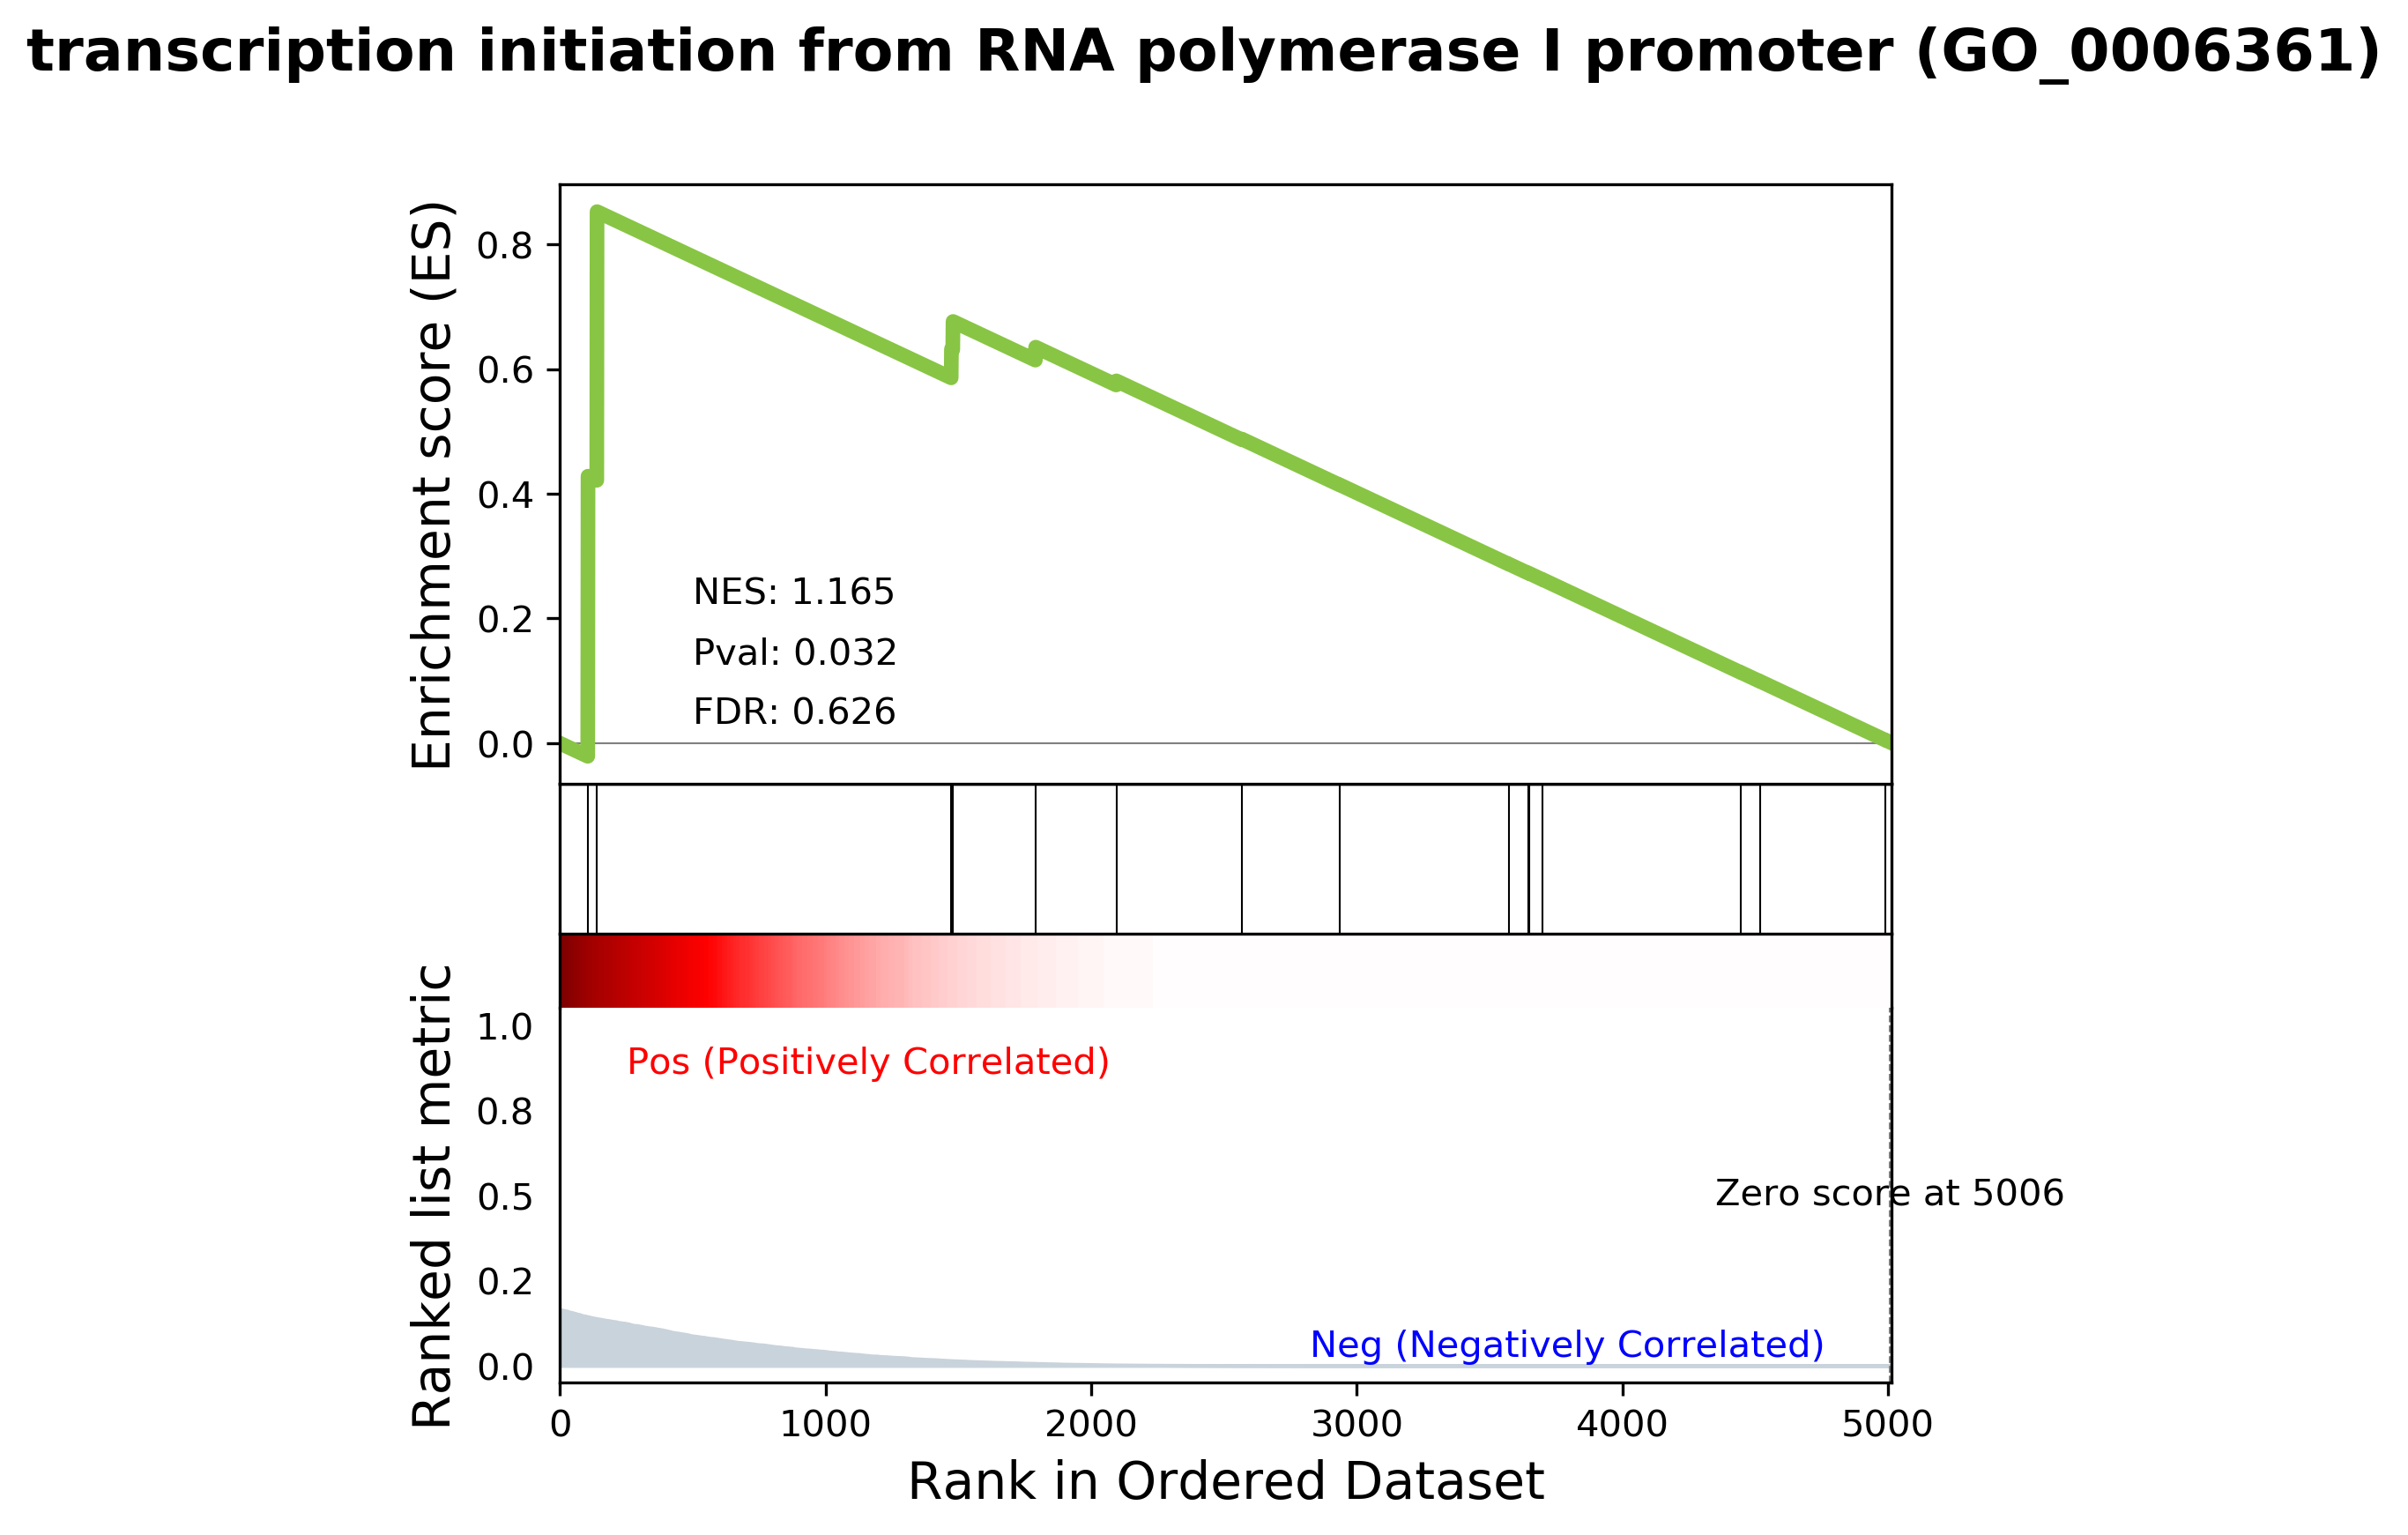 transcription initiation from RNA polymerase I promoter (GO_0006361)
Enrichment score (ES)
0.8
0.6
0.4
0.2
0.0
NES: 1.165
Pval: 0.032
FDR: 0.626
Ranked list metric
1.0
0.8
0.5
0.2
0.0
Pos (Positively Correlated)
Zero score at 5006
Neg (Negatively Correlated)
0 1000 2000 3000 4000 5000
Rank in Ordered Dataset